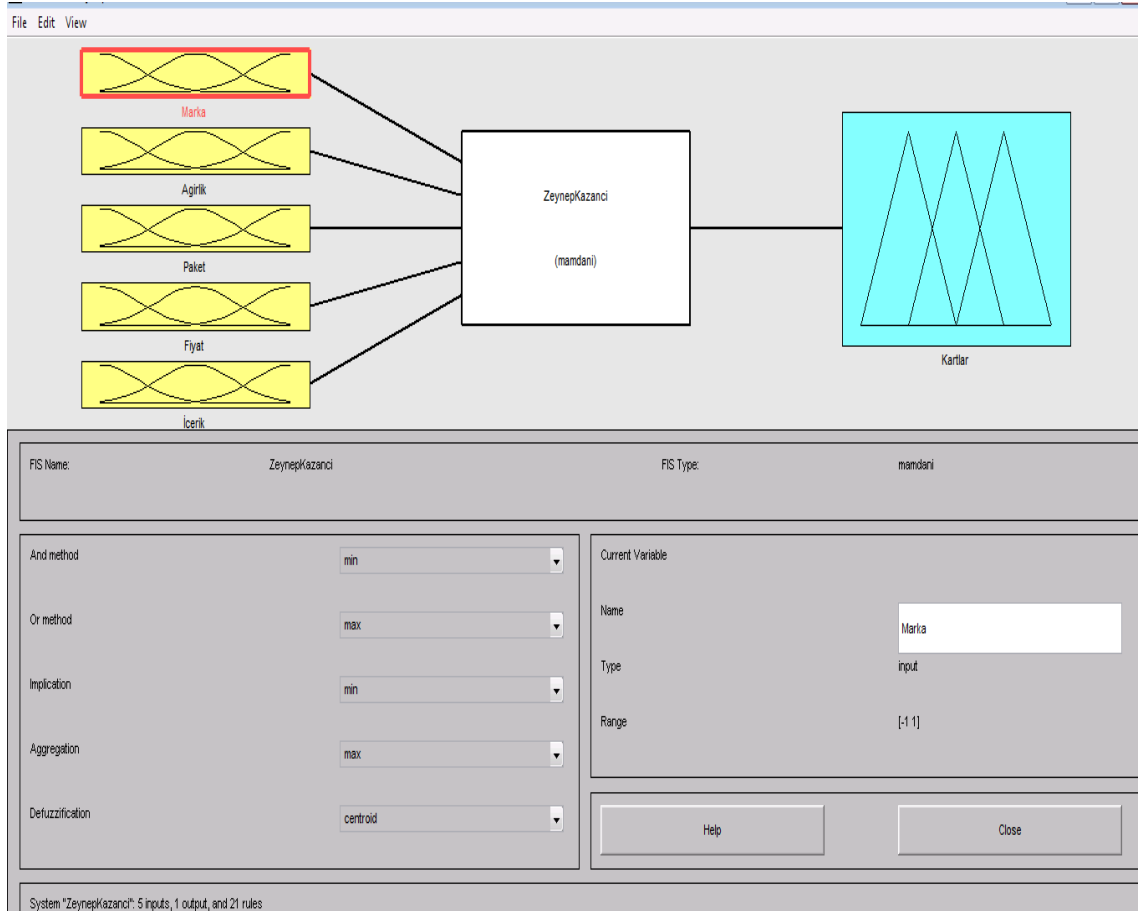 File Edit View
Marka
Agirlik
Paket
Fiyat
İcerik
ZeynepKazanci
(mamdani)
Kartlar
FIS Name: ZeynepKazanci FIS Type: mamdani
And method min
Or method max
Implication min
Aggregation max
Defuzzification centroid
Current Variable
Name Marka
Type input
Range [-1 1]
Help Close
System "ZeynepKazanci": 5 inputs, 1 output, and 21 rules